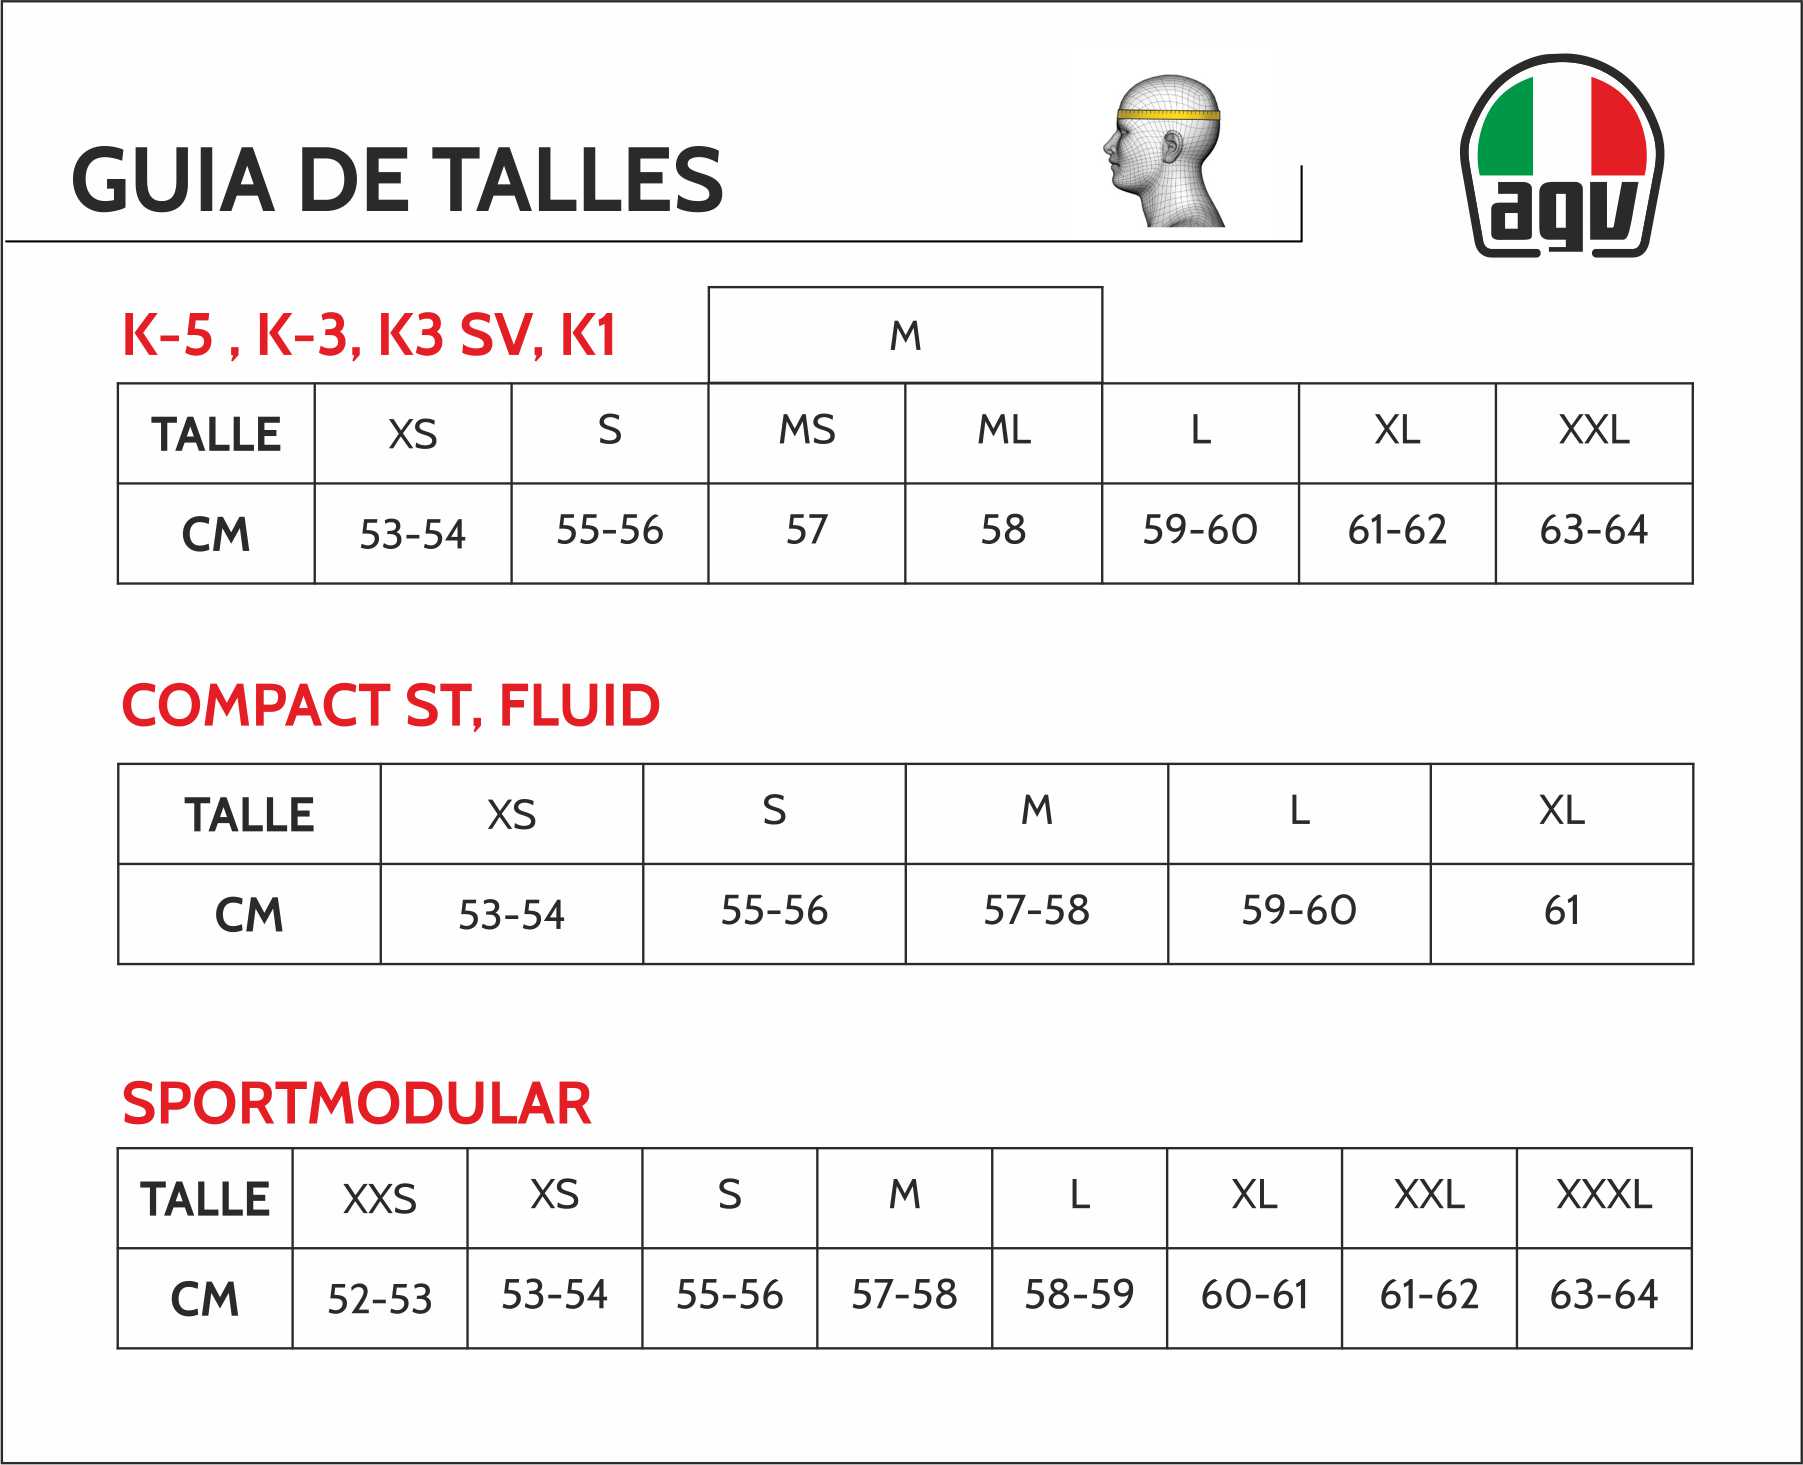 GUIA DE TALLES
agv
K-5 , K-3, K3 SV, K1
M
TALLE XS S MS ML L XL XXL
CM 53-54 55-56 57 58 59-60 61-62 63-64
COMPACT ST, FLUID
TALLE XS S M L XL
CM 53-54 55-56 57-58 59-60 61
SPORTMODULAR
TALLE XXS XS S M L XL XXL XXXL
CM 52-53 53-54 55-56 57-58 58-59 60-61 61-62 63-64